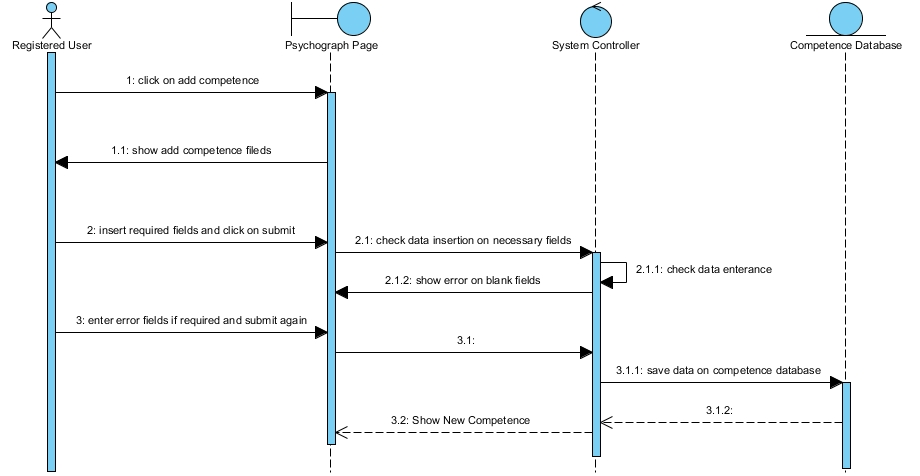 Registered User
Psychograph Page
System Controller
Competence Database
1: click on add competence
1.1: show add competence fileds
2: insert required fields and click on submit
2.1: check data insertion on necessary fields
2.1.1: check data enterance
2.1.2: show error on blank fields
3: enter error fields if required and submit again
3.1:
3.1.1: save data on competence database
3.1.2:
3.2: Show New Competence